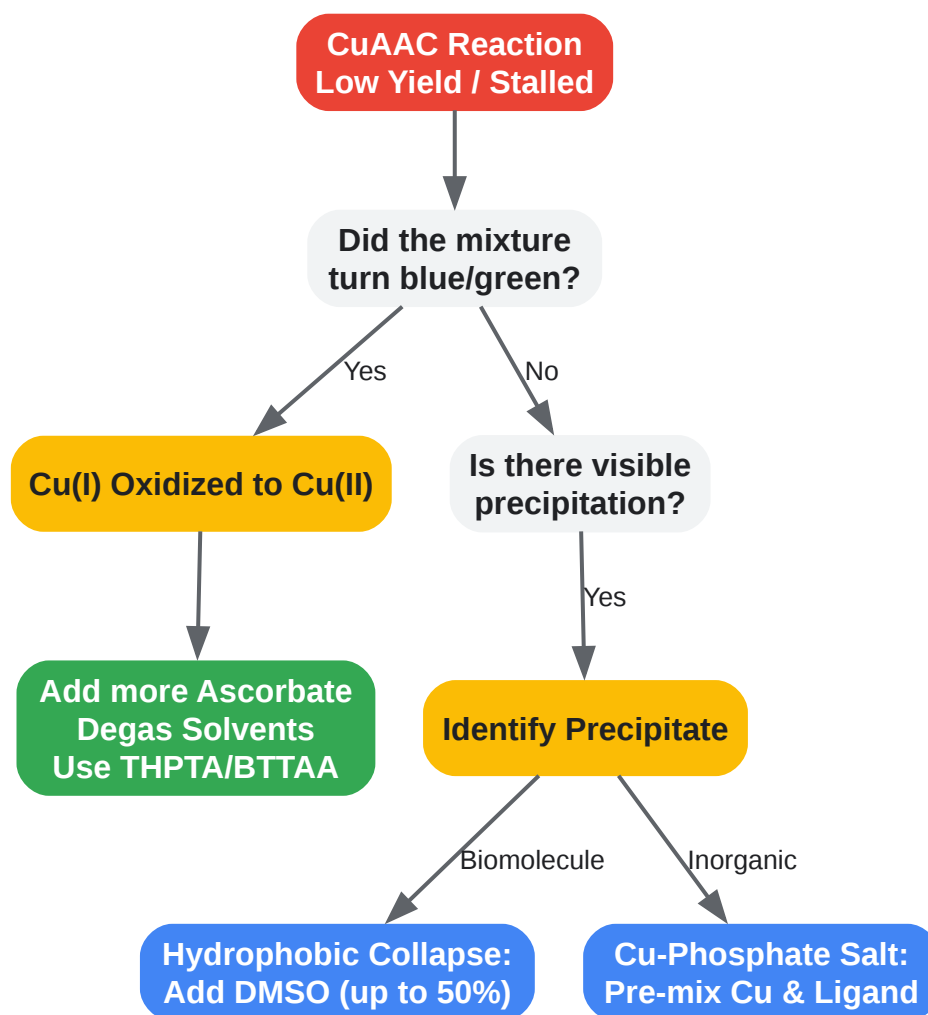 CuAAC Reaction
Low Yield / Stalled
Did the mixture
turn blue/green?
Yes
No
Cu(I) Oxidized to Cu(II)
Is there visible
precipitation?
Yes
Add more Ascorbate
Degas Solvents
Use THPTA/BTTAA
Identify Precipitate
Biomolecule
Inorganic
Hydrophobic Collapse:
Add DMSO (up to 50%)
Cu-Phosphate Salt:
Pre-mix Cu & Ligand